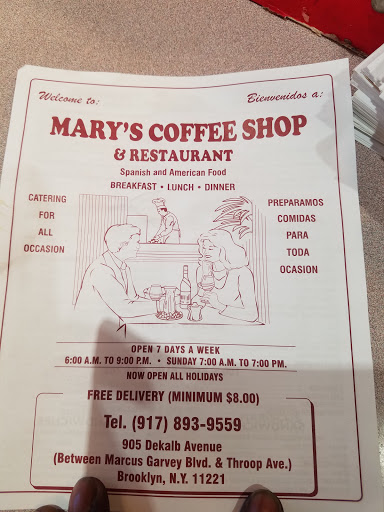 Welcome to:
Bienvenidos a:
MARY'S COFFEE SHOP
& RESTAURANT
Spanish and American Food
BREAKFAST • LUNCH • DINNER
CATERING
FOR
ALL
OCCASION
PREPARAMOS
COMIDAS
PARA
TODA
OCASION
OPEN 7 DAYS A WEEK
6:00 A.M. TO 9:00 P.M. • SUNDAY 7:00 A.M. TO 7:00 PM.
NOW OPEN ALL HOLIDAYS
FREE DELIVERY (MINIMUM $8.00)
Tel. (917) 893-9559
905 Dekalb Avenue
(Between Marcus Garvey Blvd. & Throop Ave.)
Brooklyn, N.Y. 11221